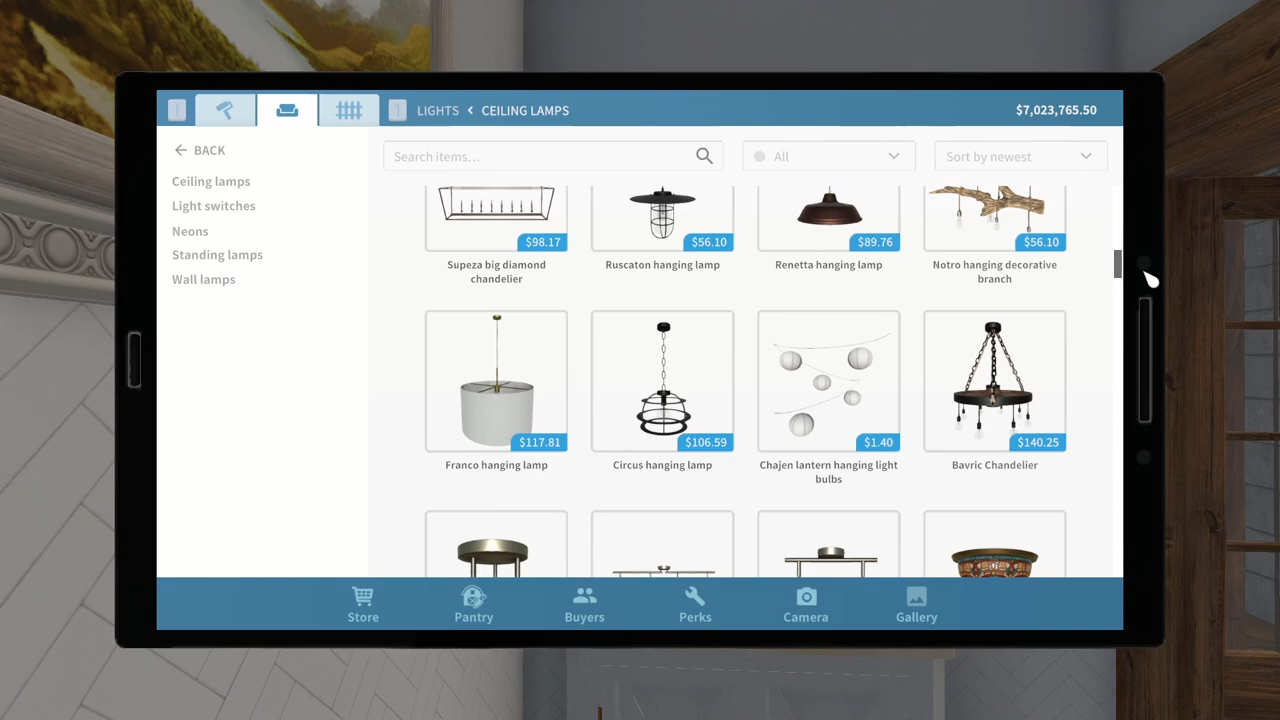 LIGHTS < CEILING LAMPS
$7,023,765.50
BACK
Search items...
All
Sort by newest
Ceiling lamps
Light switches
Neons
Standing lamps
Wall lamps
$98.17
$56.10
$89.76
$56.10
Supeza big diamond
chandelier
Ruscaton hanging lamp
Renetta hanging lamp
Notro hanging decorative
branch
$117.81
$106.59
$1.40
$140.25
Franco hanging lamp
Circus hanging lamp
Chajen lantern hanging light
bulbs
Bavric Chandelier
Store
Pantry
Buyers
Perks
Camera
Gallery